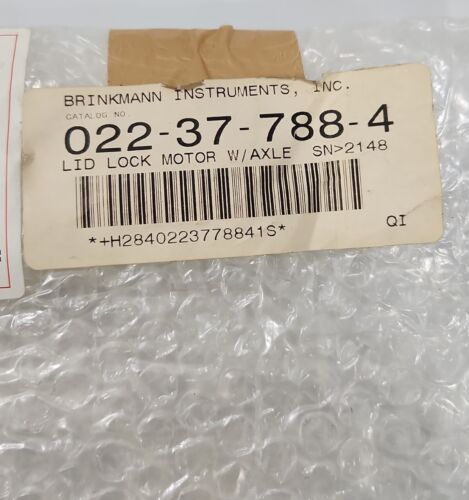 BRINKMANN INSTRUMENTS, INC.
CATALOG NO.
022-37-788-4
LID LOCK MOTOR W/AXLE SN>2148
*+H2840223778841S*
QI